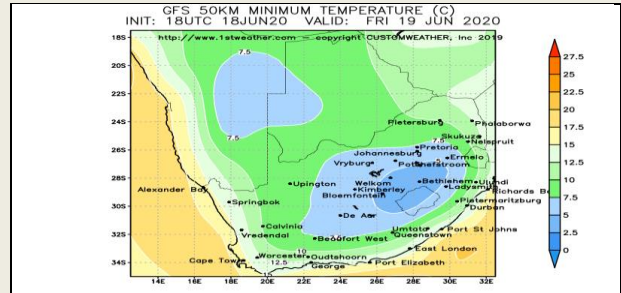 GFS 50KM MINIMUM TEMPERATURE (C)
INIT: 18UTC 18JUN20 VALID: FRI 19 JUN 2020
http://www.1stweather.com — copyright CUSTOMWEATHER, Inc 2019
18S
20S
22S
24S
26S
28S
30S
32S
34S
7.5
7.5
Pietersburg
Phalaborwa
7.5
Skukuza
Nelspruit
Pretoria
Johannesburg
Ermelo
Vryburg
Potchefstroom
Alexander Bay
Upington
Welkom
Bethlehem
Ulundi
Kimberley
Ladysmith
Richards B
Bloemfontein
Springbok
Pietermaritzburg
Durban
De Aar
Calvinia
Umtata
Port St Johns
Vredendal
Beaufort West
Queenstown
East London
10
Worcester
Oudtshoorn
Cape Town
12.5
George
Port Elizabeth
15
14E
16E
18E
20E
22E
24E
26E
28E
30E
32E
27.5
25
22.5
20
17.5
15
12.5
10
7.5
5
2.5
0